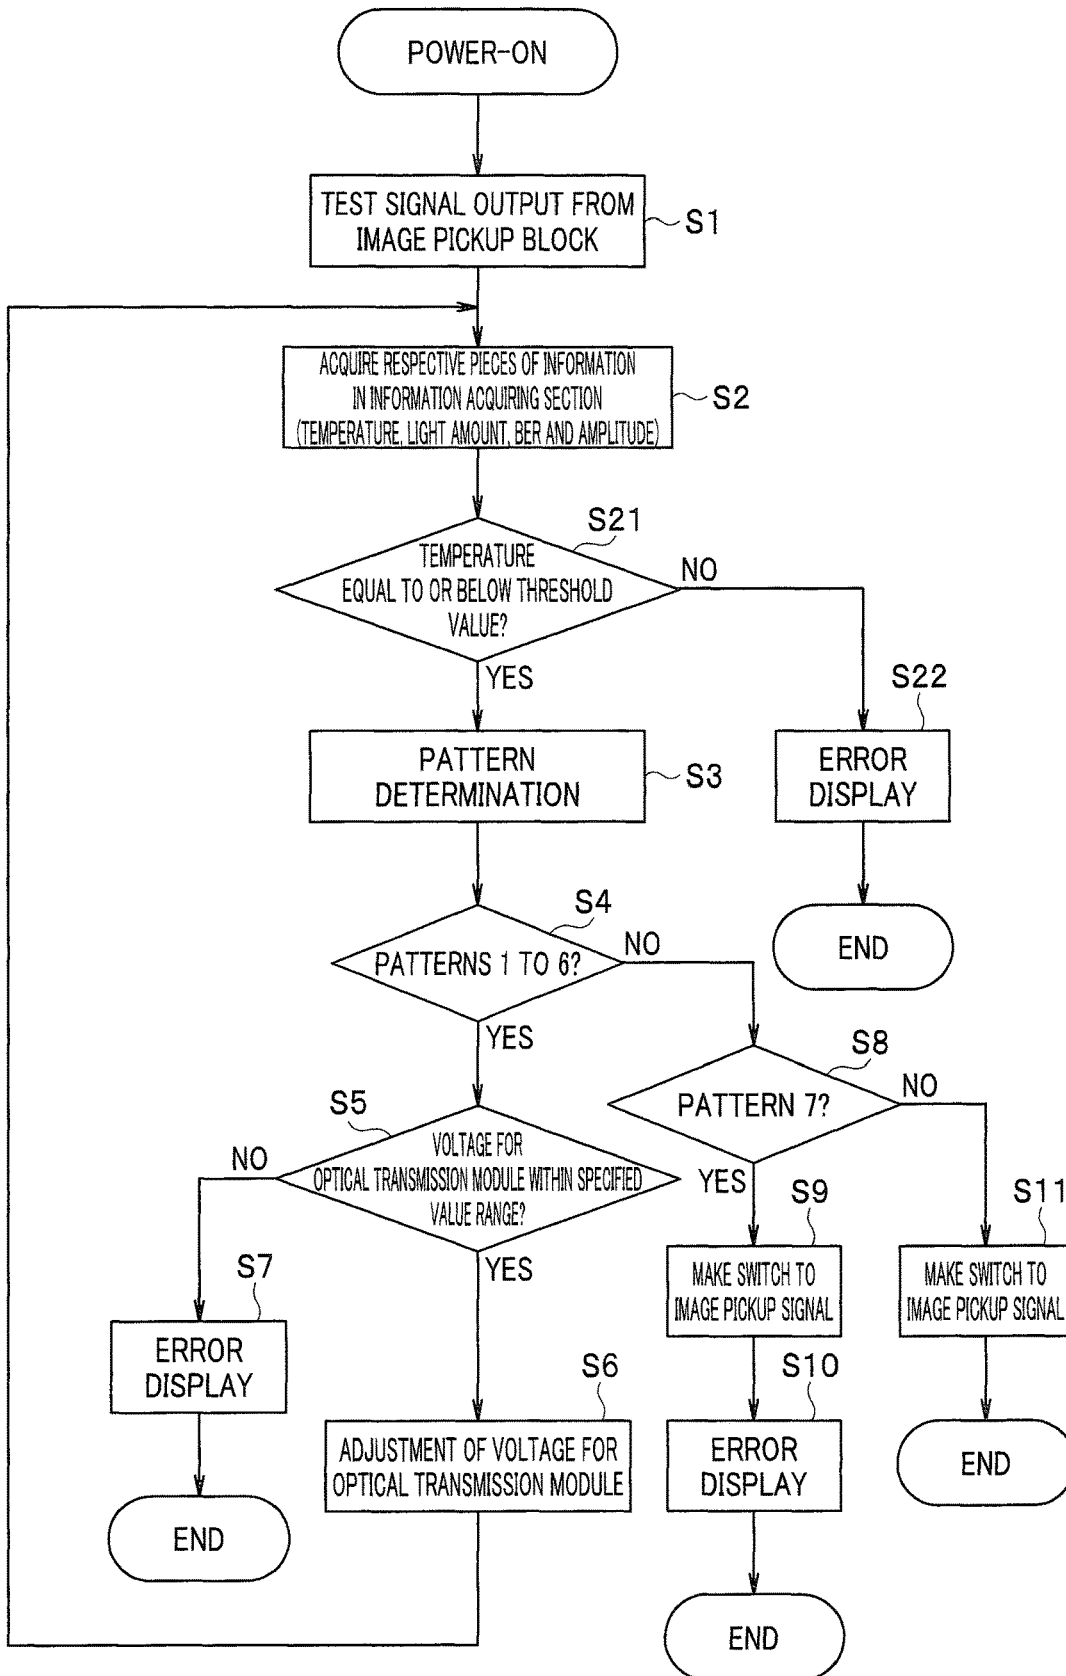 POWER-ON
TEST SIGNAL OUTPUT FROM
IMAGE PICKUP BLOCK
S1
ACQUIRE RESPECTIVE PIECES OF INFORMATION
IN INFORMATION ACQUIRING SECTION
(TEMPERATURE, LIGHT AMOUNT, BER AND AMPLITUDE)
S2
S21
TEMPERATURE
EQUAL TO OR BELOW THRESHOLD
VALUE?
NO
YES
S22
ERROR
DISPLAY
END
PATTERN
DETERMINATION
S3
S4
PATTERNS 1 TO 6?
NO
YES
S8
PATTERN 7?
NO
YES
S5
VOLTAGE FOR
OPTICAL TRANSMISSION MODULE WITHIN SPECIFIED
VALUE RANGE?
NO
YES
S9
MAKE SWITCH TO
IMAGE PICKUP SIGNAL
S11
MAKE SWITCH TO
IMAGE PICKUP SIGNAL
S7
ERROR
DISPLAY
END
S6
ADJUSTMENT OF VOLTAGE FOR
OPTICAL TRANSMISSION MODULE
S10
ERROR
DISPLAY
END
END